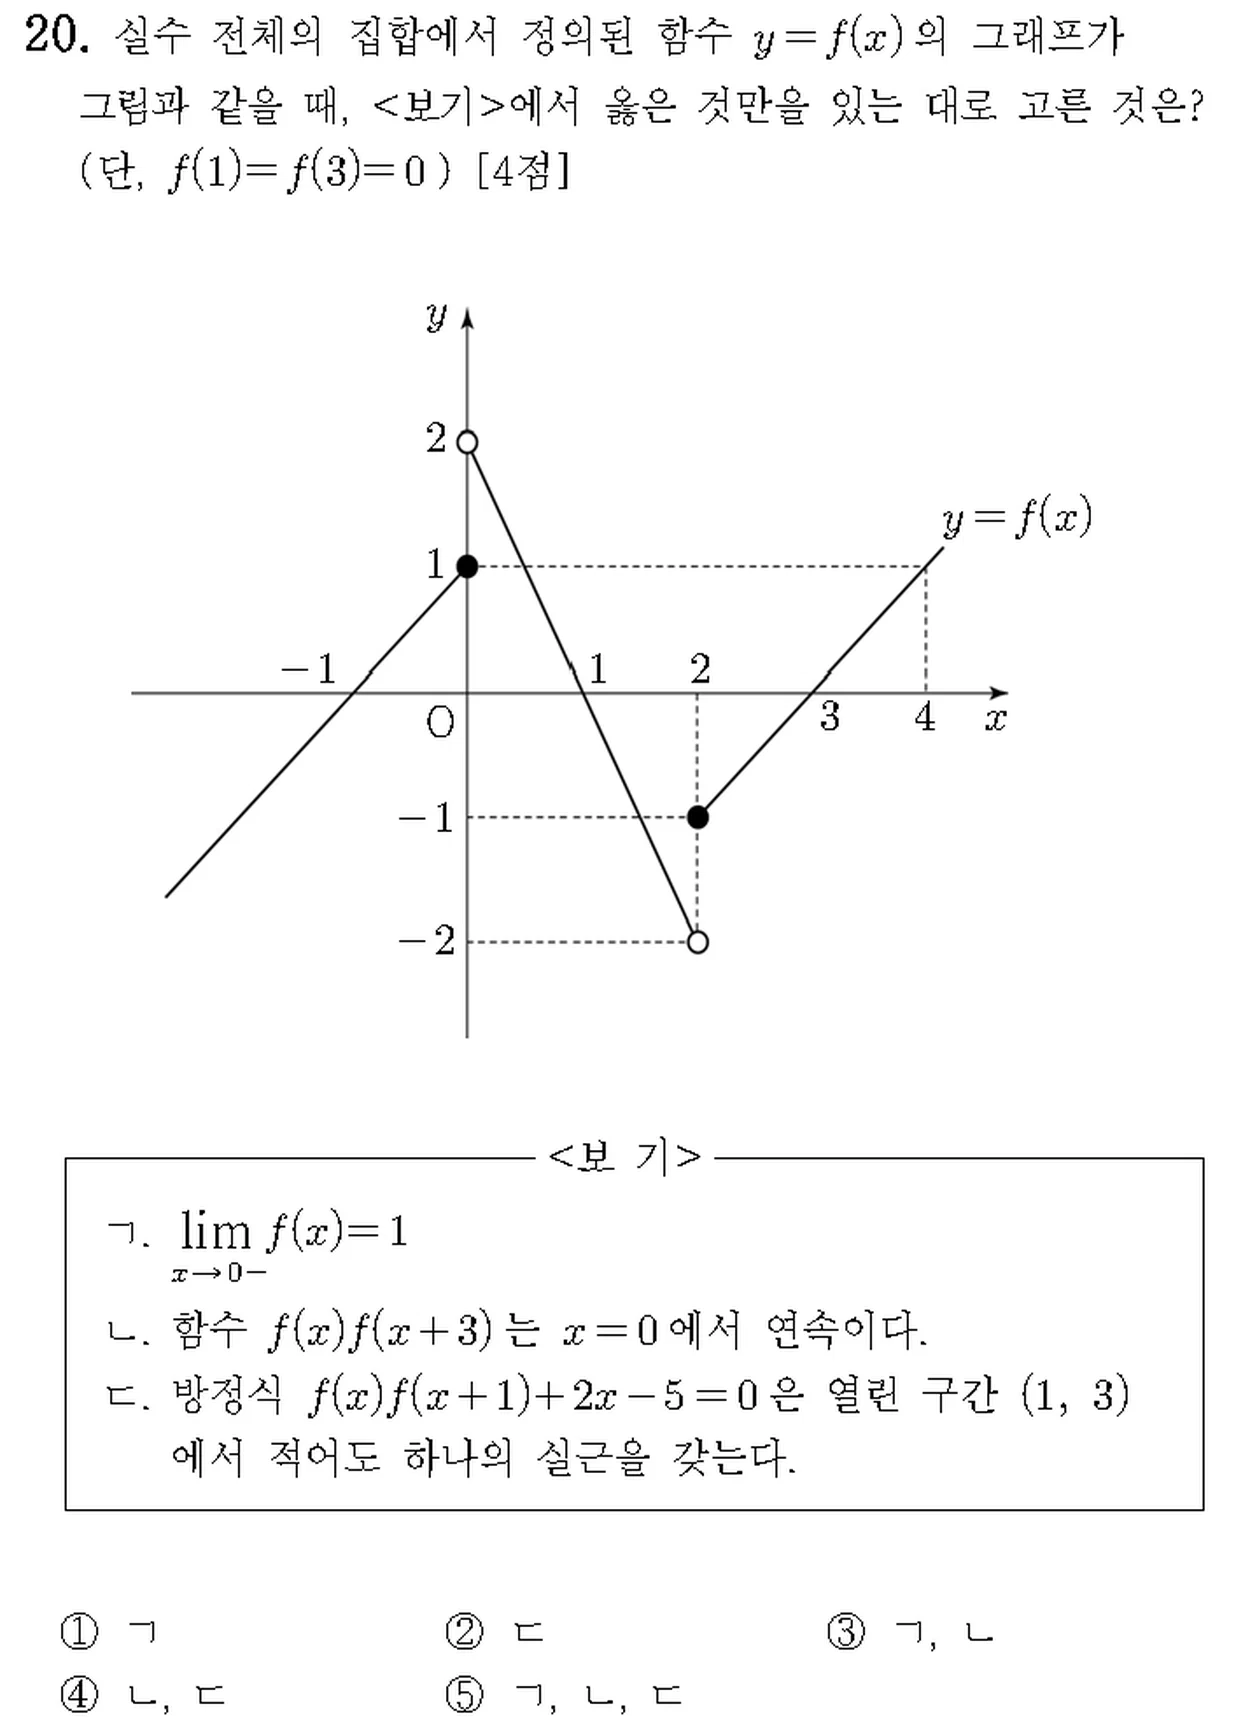 20. 실수 전체의 집합에서 정의된 함수 y=f(x)의 그래프가
그림과 같을 때, <보기>에서 옳은 것만을 있는 대로 고른 것은?
(단, f(1)=f(3)=0) [4점]
y
2
y=f(x)
1
−1 1 2
O 3 4 x
−1
−2
<보 기>
ㄱ. lim f(x)=1
x→0−
ㄴ. 함수 f(x)f(x+3)는 x=0에서 연속이다.
ㄷ. 방정식 f(x)f(x+1)+2x−5=0은 열린 구간 (1, 3)
에서 적어도 하나의 실근을 갖는다.
① ㄱ ② ㄷ ③ ㄱ, ㄴ
④ ㄴ, ㄷ ⑤ ㄱ, ㄴ, ㄷ